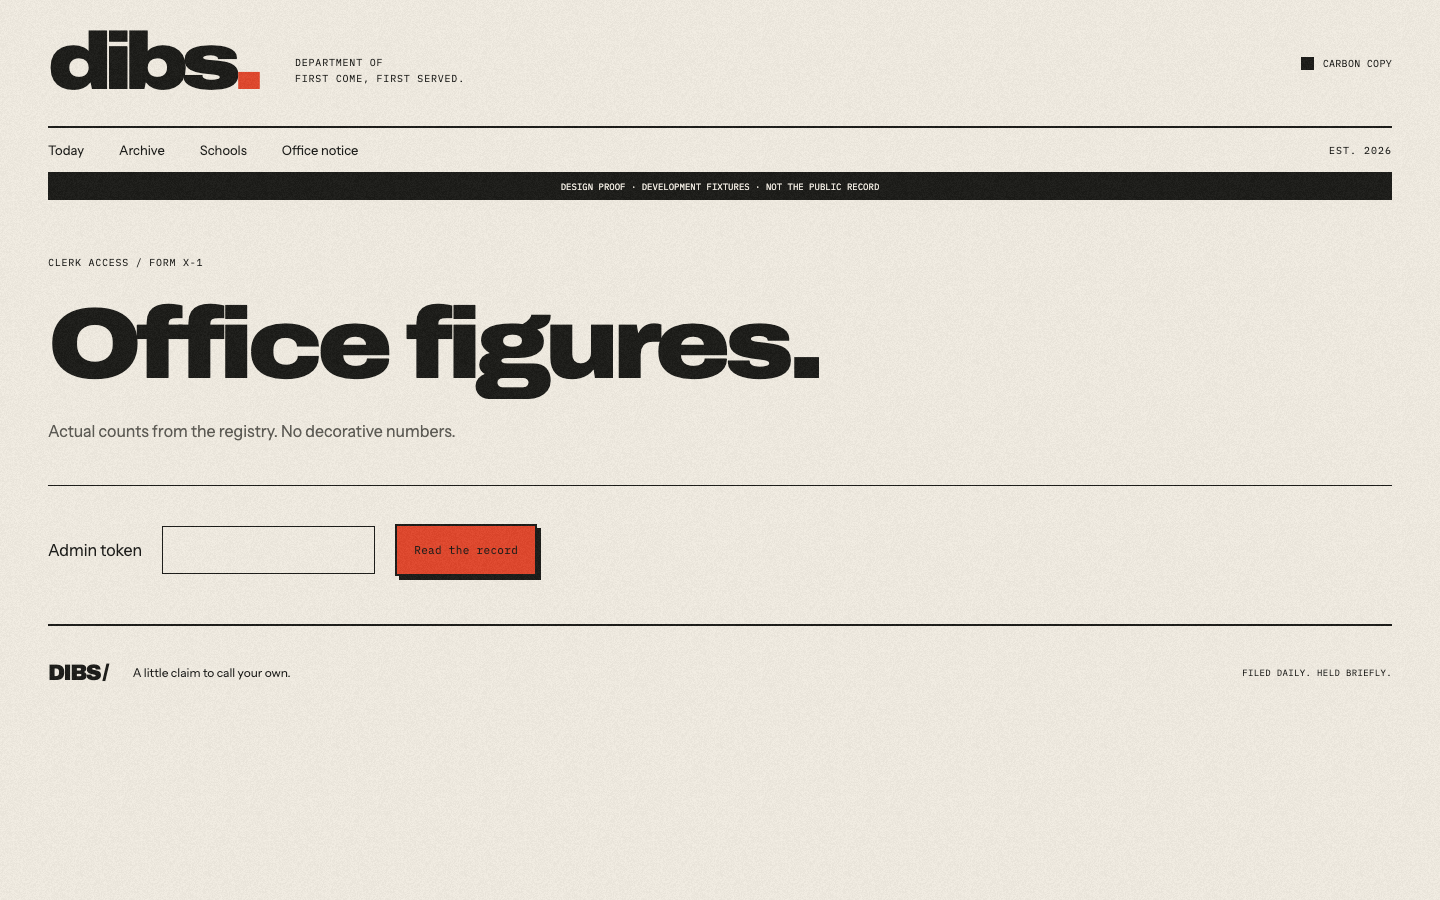 dibs.
DEPARTMENT OF
FIRST COME, FIRST SERVED.
CARBON COPY
Today Archive Schools Office notice
EST. 2026
DESIGN PROOF · DEVELOPMENT FIXTURES · NOT THE PUBLIC RECORD
CLERK ACCESS / FORM X-1
Office figures.
Actual counts from the registry. No decorative numbers.
Admin token
Read the record
DIBS/
A little claim to call your own.
FILED DAILY. HELD BRIEFLY.